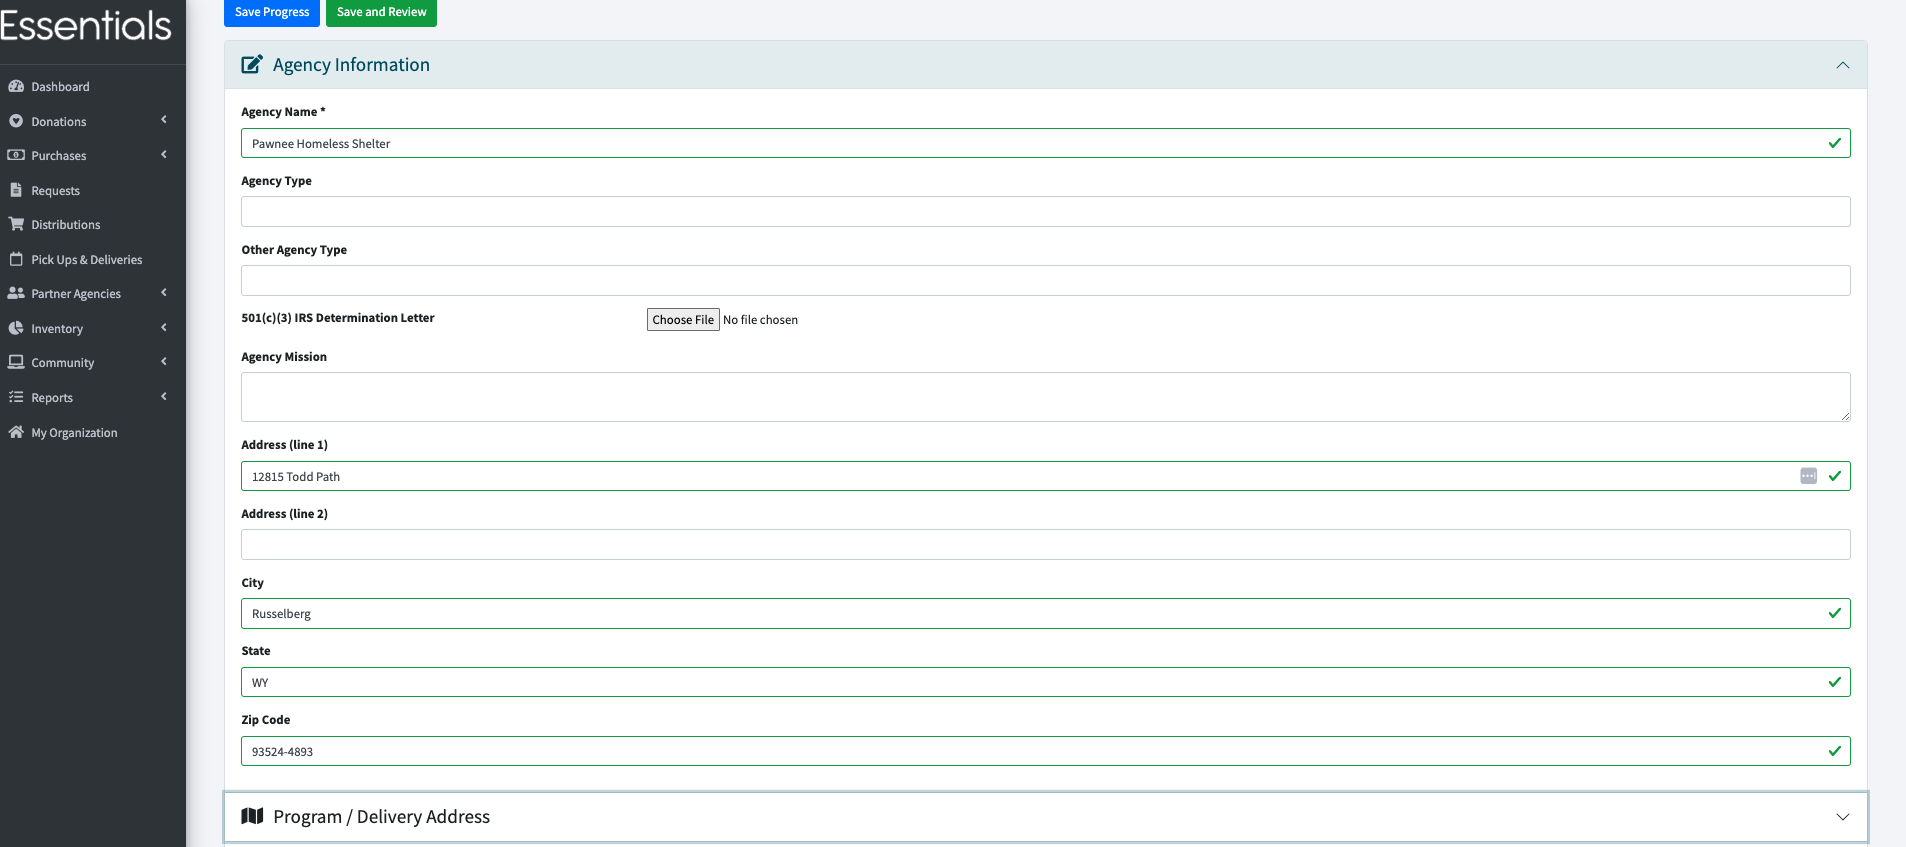 Essentials
Save Progress
Save and Review
Dashboard
Donations
Purchases
Requests
Distributions
Pick Ups & Deliveries
Partner Agencies
Inventory
Community
Reports
My Organization
Agency Information
Agency Name *
Pawnee Homeless Shelter
Agency Type
Other Agency Type
501(c)(3) IRS Determination Letter
Choose File No file chosen
Agency Mission
Address (line 1)
12815 Todd Path
Address (line 2)
City
Russelberg
State
WY
Zip Code
93524-4893
Program / Delivery Address